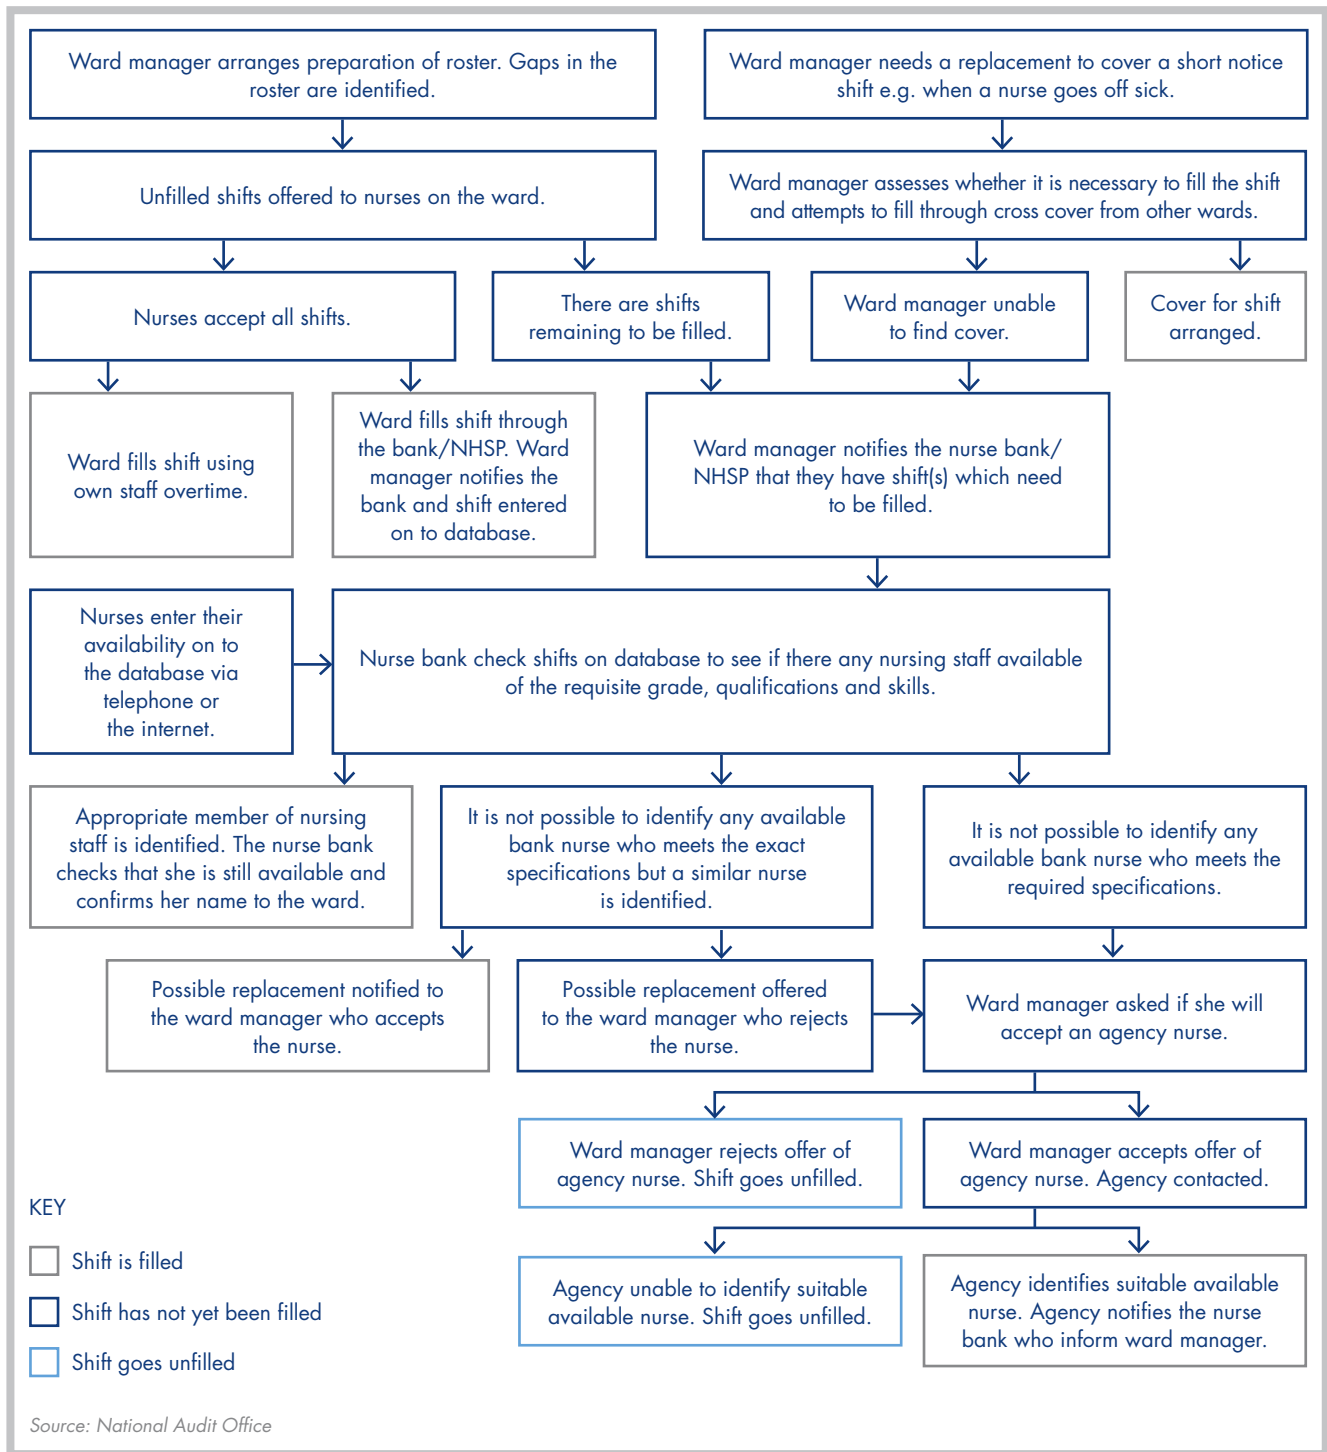 Ward manager arranges preparation of roster. Gaps in the
roster are identified.
Ward manager needs a replacement to cover a short notice
shift e.g. when a nurse goes off sick.
Unfilled shifts offered to nurses on the ward.
Ward manager assesses whether it is necessary to fill the shift
and attempts to fill through cross cover from other wards.
Nurses accept all shifts.
There are shifts
remaining to be filled.
Ward manager unable
to find cover.
Cover for shift
arranged.
Ward fills shift using
own staff overtime.
Ward fills shift through
the bank/NHSP. Ward
manager notifies the
bank and shift entered
on to database.
Ward manager notifies the nurse bank/
NHSP that they have shift(s) which need
to be filled.
Nurses enter their
availability on to
the database via
telephone or
the internet.
Nurse bank check shifts on database to see if there any nursing staff available
of the requisite grade, qualifications and skills.
Appropriate member of nursing
staff is identified. The nurse bank
checks that she is still available and
confirms her name to the ward.
It is not possible to identify any available
bank nurse who meets the exact
specifications but a similar nurse
is identified.
It is not possible to identify any
available bank nurse who meets the
required specifications.
Possible replacement notified to
the ward manager who accepts
the nurse.
Possible replacement offered
to the ward manager who rejects
the nurse.
Ward manager asked if she will
accept an agency nurse.
Ward manager rejects offer of
agency nurse. Shift goes unfilled.
Ward manager accepts offer of
agency nurse. Agency contacted.
Agency unable to identify suitable
available nurse. Shift goes unfilled.
Agency identifies suitable available
nurse. Agency notifies the nurse
bank who inform ward manager.
KEY
Shift is filled
Shift has not yet been filled
Shift goes unfilled
Source: National Audit Office